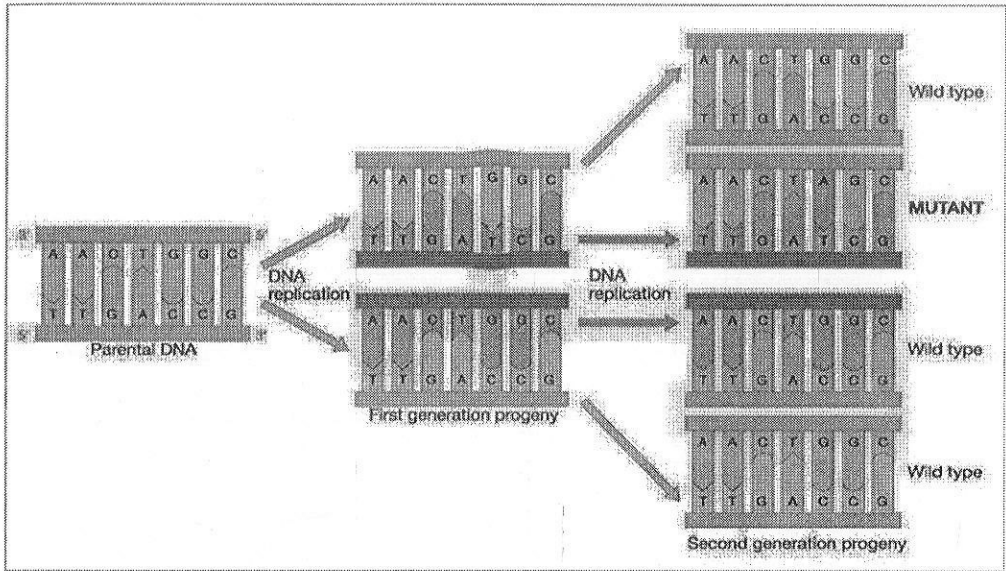 3' 5'
A A C T G G C
T T G A C C G
5' 3'
Parental DNA
DNA
replication
A A C T G G C
T T G A T C G
A A C T G G C
T T G A C C G
First generation progeny
DNA
replication
A A C T G G C
T T G A C C G
Wild type
A A C T A G C
T T G A T C G
MUTANT
A A C T G G C
T T G A C C G
Wild type
A A C T G G C
T T G A C C G
Wild type
Second generation progeny